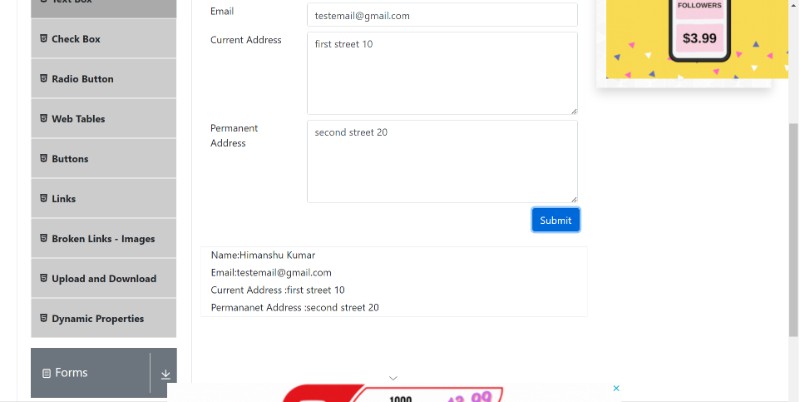 Text Box
Email
testemail@gmail.com
FOLLOWERS
$3.99
Check Box
Current Address
first street 10
Radio Button
Web Tables
Permanent
Address
second street 20
Buttons
Links
Submit
Broken Links - Images
Name:Himanshu Kumar
Email:testemail@gmail.com
Upload and Download
Current Address :first street 10
Permananet Address :second street 20
Dynamic Properties
Forms
1000